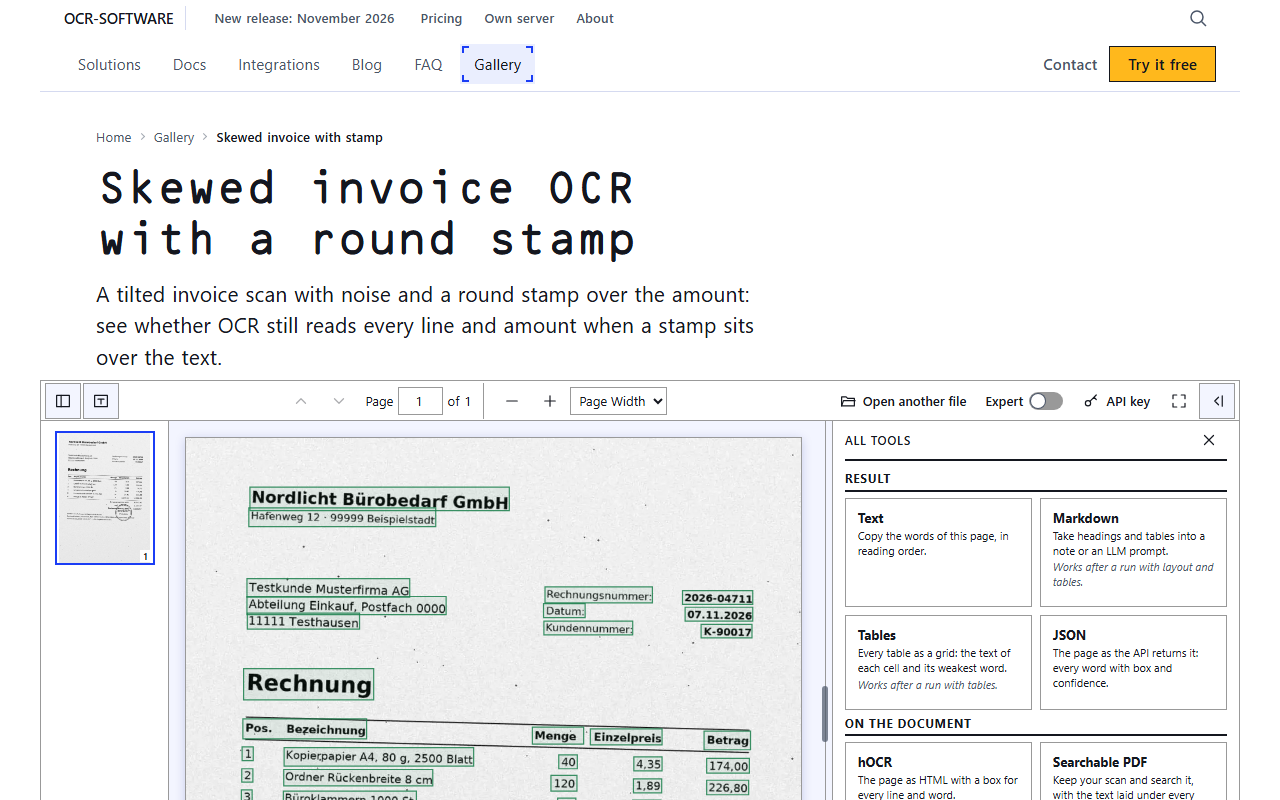 OCR-SOFTWARE
New release: November 2026
Pricing
Own server
About
Solutions
Docs
Integrations
Blog
FAQ
Gallery
Contact
Try it free
Home
Gallery
Skewed invoice with stamp
Skewed invoice OCR
with a round stamp
A tilted invoice scan with noise and a round stamp over the amount:
see whether OCR still reads every line and amount when a stamp sits
over the text.
Page 1 of 1
Page Width
Open another file
Expert
API key
1
Nordlicht Bürobedarf GmbH
Hafenweg 12 · 99999 Beispielstadt
Testkunde Musterfirma AG
Abteilung Einkauf, Postfach 0000
11111 Testhausen
Rechnungsnummer: 2026-04711
Datum: 07.11.2026
Kundennummer: K-90017
Rechnung
Pos. Bezeichnung Menge Einzelpreis Betrag
1 Kopierpapier A4, 80 g, 2500 Blatt 40 4,35 174,00
2 Ordner Rückenbreite 8 cm 120 1,89 226,80
3 Büroklammern 1000 St
ALL TOOLS
RESULT
Text
Copy the words of this page, in
reading order.
Markdown
Take headings and tables into a
note or an LLM prompt.
Works after a run with layout and
tables.
Tables
Every table as a grid: the text of
each cell and its weakest word.
Works after a run with tables.
JSON
The page as the API returns it:
every word with box and
confidence.
ON THE DOCUMENT
hOCR
The page as HTML with a box for
every line and word.
Searchable PDF
Keep your scan and search it,
with the text laid under every